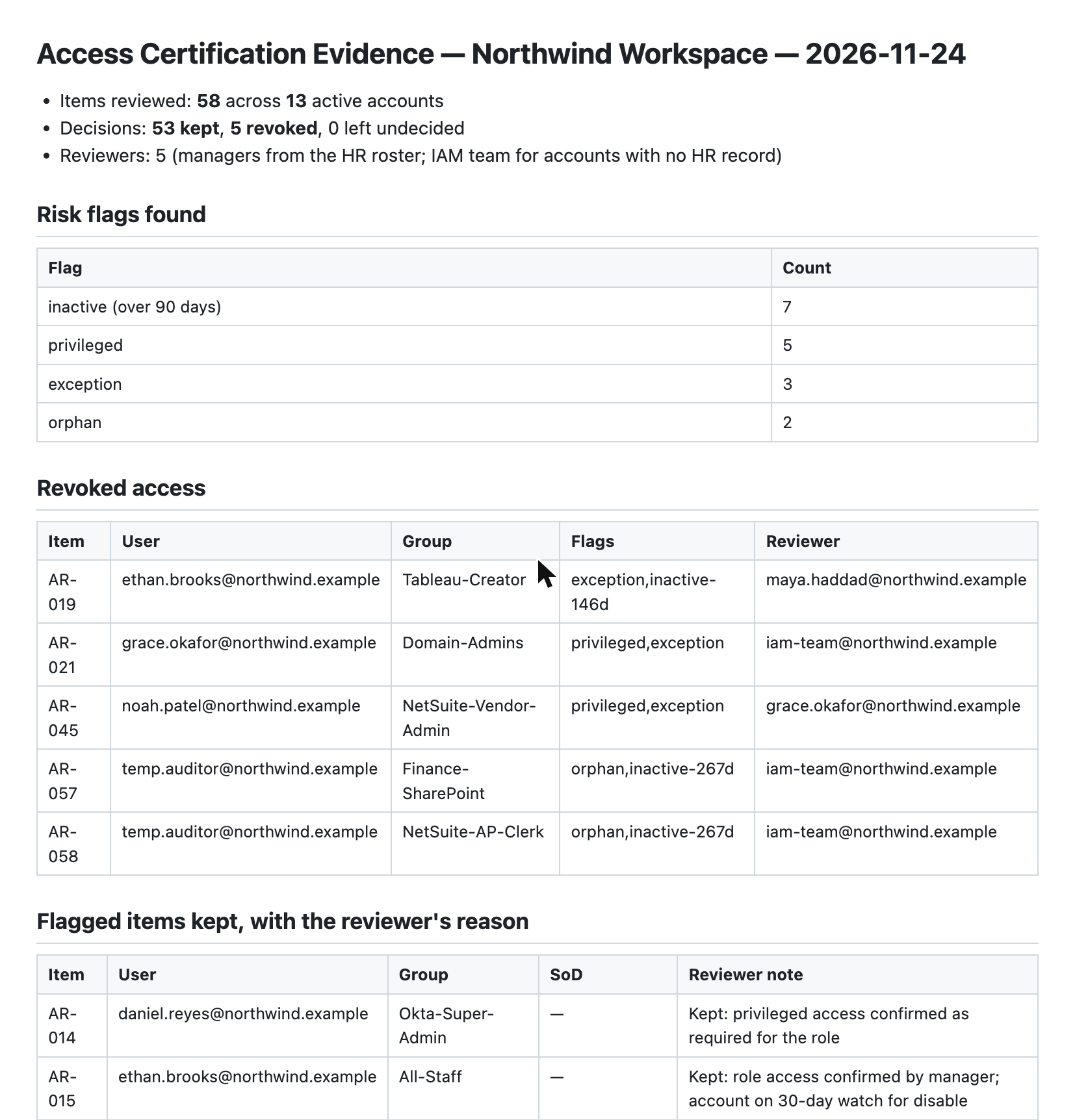 Access Certification Evidence — Northwind Workspace — 2026-11-24
• Items reviewed: 58 across 13 active accounts
• Decisions: 53 kept, 5 revoked, 0 left undecided
• Reviewers: 5 (managers from the HR roster; IAM team for accounts with no HR record)
Risk flags found
Flag Count
inactive (over 90 days) 7
privileged 5
exception 3
orphan 2
Revoked access
Item User Group Flags Reviewer
AR- ethan.brooks@northwind.example Tableau-Creator exception,inactive- maya.haddad@northwind.example
019 146d
AR- grace.okafor@northwind.example Domain-Admins privileged,exception iam-team@northwind.example
021
AR- noah.patel@northwind.example NetSuite-Vendor- privileged,exception grace.okafor@northwind.example
045 Admin
AR- temp.auditor@northwind.example Finance- orphan,inactive-267d iam-team@northwind.example
057 SharePoint
AR- temp.auditor@northwind.example NetSuite-AP-Clerk orphan,inactive-267d iam-team@northwind.example
058
Flagged items kept, with the reviewer's reason
Item User Group SoD Reviewer note
AR- daniel.reyes@northwind.example Okta-Super- — Kept: privileged access confirmed as
014 Admin required for the role
AR- ethan.brooks@northwind.example All-Staff — Kept: role access confirmed by manager;
015 account on 30-day watch for disable